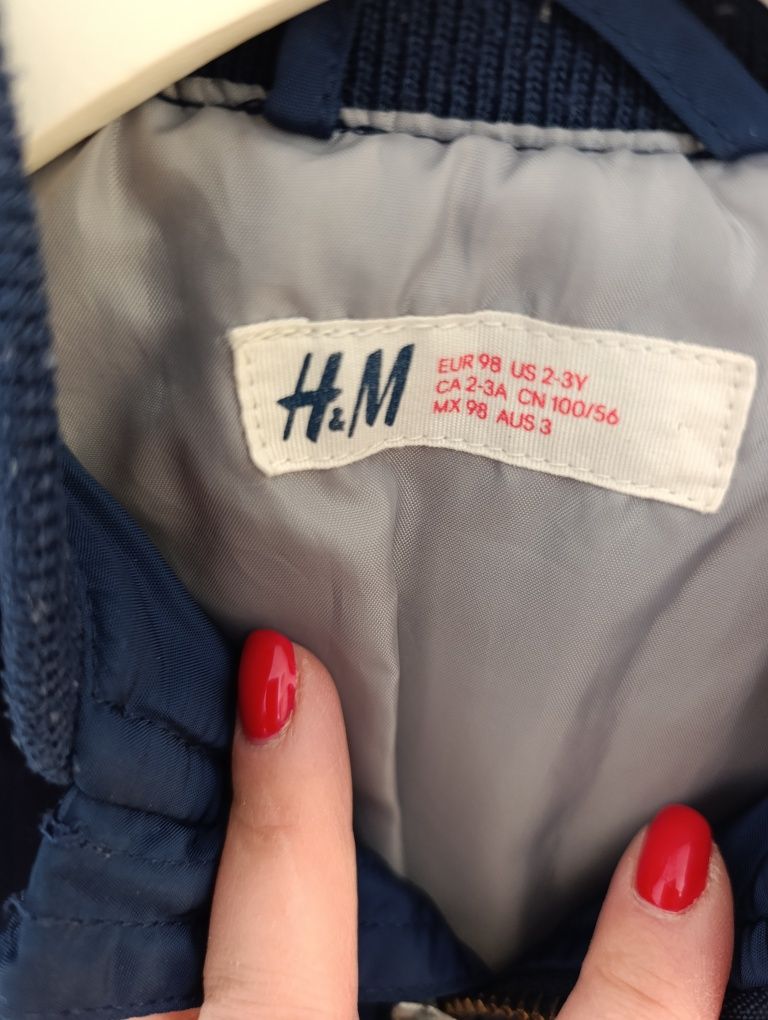 H&M
EUR 98 US 2-3Y
CA 2-3A CN 100/56
MX 98 AUS 3